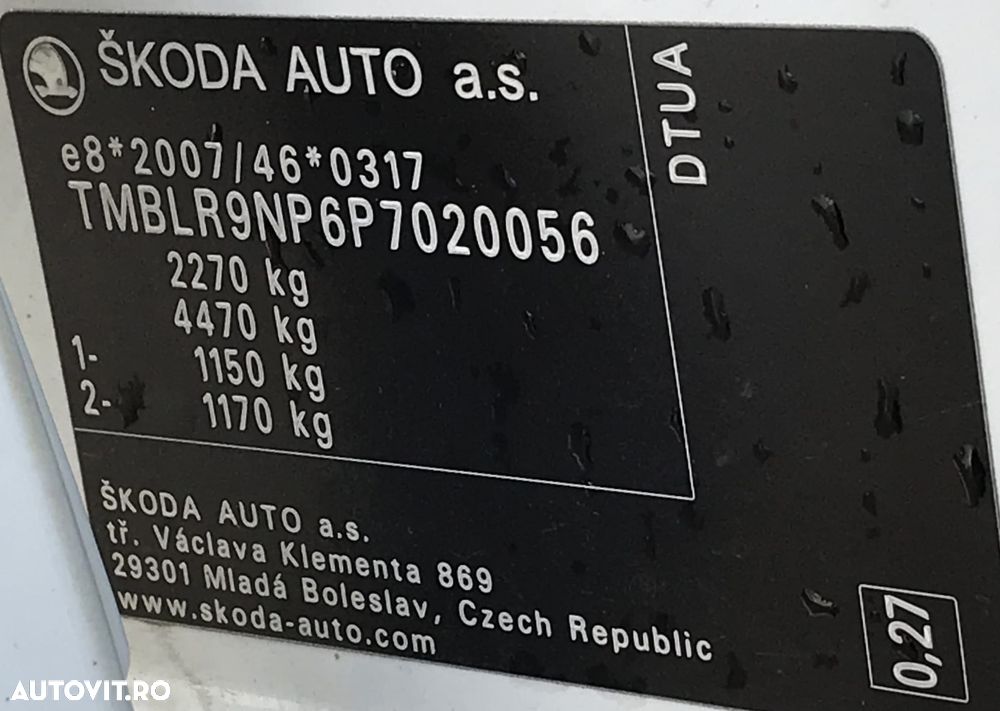 ŠKODA AUTO a.s.
DTUA
e8*2007/46*0317
TMBLR9NP6P7020056
2270 kg
4470 kg
1- 1150 kg
2- 1170 kg
ŠKODA AUTO a.s.
tř. Václava Klementa 869
29301 Mladá Boleslav, Czech Republic
www.skoda-auto.com
0,27
AUTOVIT.RO